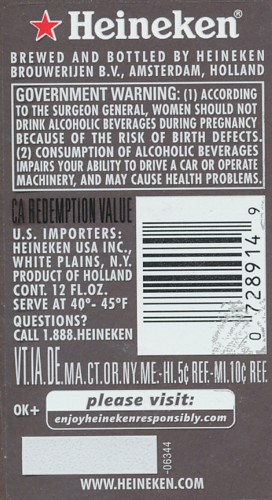 ★ Heineken®
BREWED AND BOTTLED BY HEINEKEN
BROUWERIJEN B.V., AMSTERDAM, HOLLAND
GOVERNMENT WARNING: (1) ACCORDING
TO THE SURGEON GENERAL, WOMEN SHOULD NOT
DRINK ALCOHOLIC BEVERAGES DURING PREGNANCY
BECAUSE OF THE RISK OF BIRTH DEFECTS.
(2) CONSUMPTION OF ALCOHOLIC BEVERAGES
IMPAIRS YOUR ABILITY TO DRIVE A CAR OR OPERATE
MACHINERY, AND MAY CAUSE HEALTH PROBLEMS.
CA REDEMPTION VALUE
U.S. IMPORTERS:
HEINEKEN USA INC.,
WHITE PLAINS, N.Y.
PRODUCT OF HOLLAND
CONT. 12 FL.OZ.
SERVE AT 40°- 45°F
QUESTIONS?
CALL 1.888.HEINEKEN
0 728914 9
VT.IA.DE.MA.CT.OR.NY.ME.-HI.5¢ REF.-MI.10¢ REF.
OK+
please visit:
enjoyheinekenresponsibly.com
-06344
WWW.HEINEKEN.COM